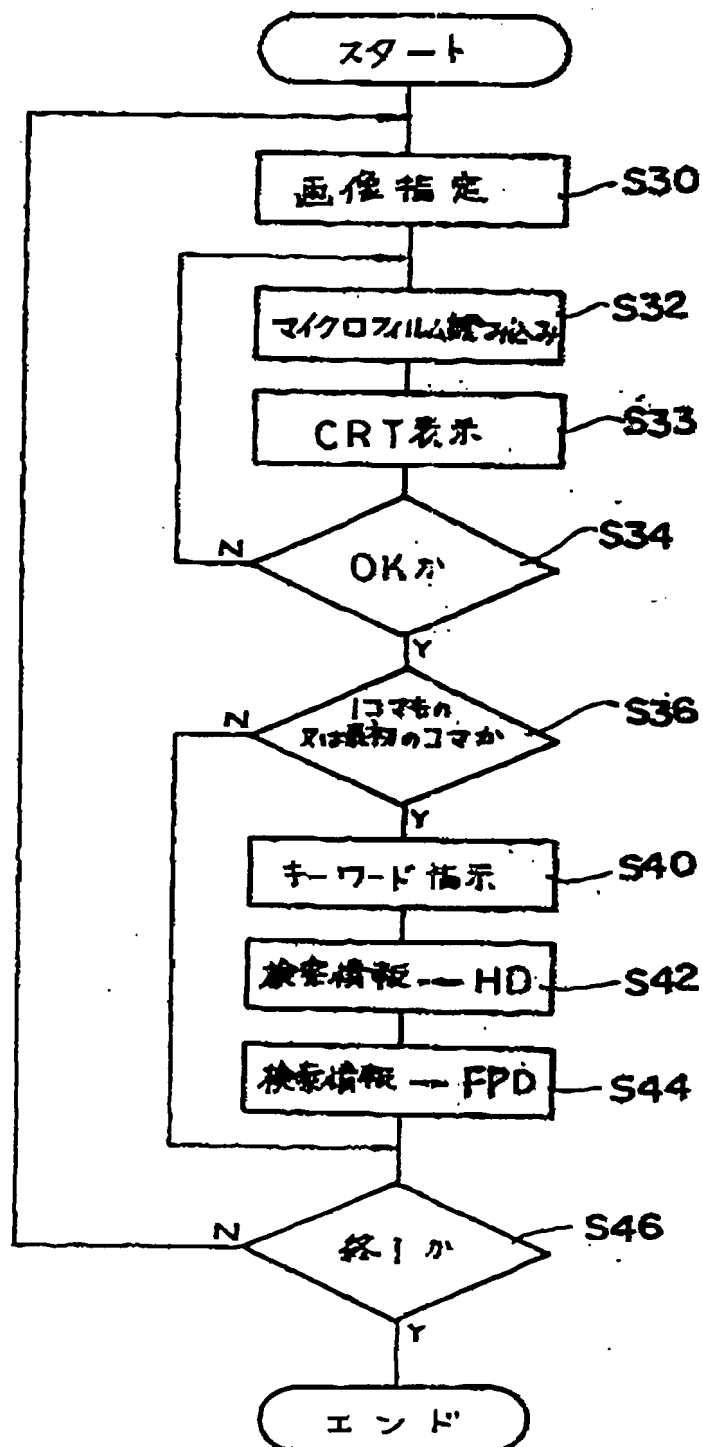 スタート
画像指定
S30
マイクロフィルム読み込み
S32
CRT表示
S33
OKか
S34
N
Y
1コマもの
又は最初のコマか
S36
N
Y
キーワード指示
S40
検索情報→HD
S42
検索情報→FPD
S44
終了か
S46
N
Y
エンド